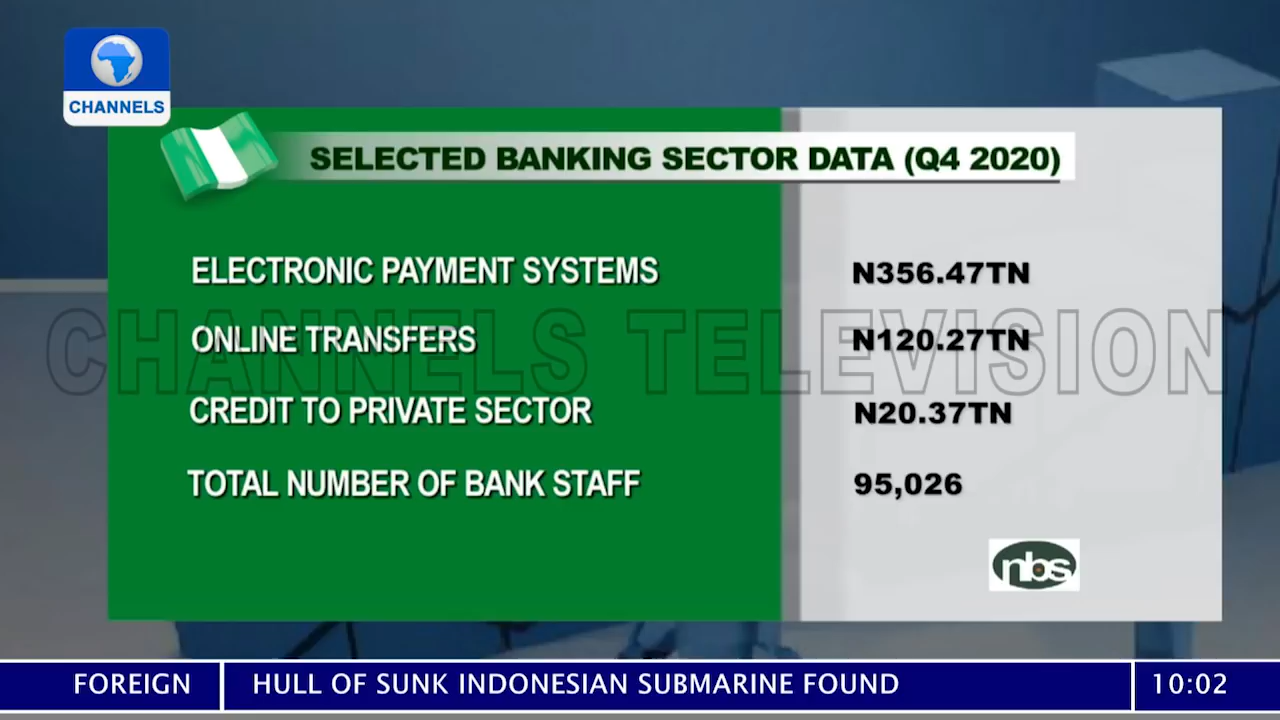 CHANNELS
SELECTED BANKING SECTOR DATA (Q4 2020)
ELECTRONIC PAYMENT SYSTEMS N356.47TN
ONLINE TRANSFERS N120.27TN
CHANNELS TELEVISION
CREDIT TO PRIVATE SECTOR N20.37TN
TOTAL NUMBER OF BANK STAFF 95,026
nbs
FOREIGN HULL OF SUNK INDONESIAN SUBMARINE FOUND 10:02